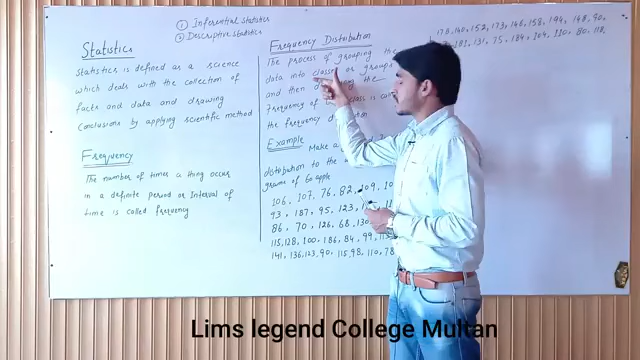 ① Inferential Statistics
② Descriptive Statistics
Statistics
Statistics is defined as a science
which deals with the collection of
facts and data and drawing
Conclusions by applying scientific method
Frequency
The number of times a thing occur
in a definite period or Interval of
time is called frequency
Frequency Distribution
The process of grouping the
data into classes or groups
and then the
Frequency of class is
the frequency
Example Make a
distribution to the
grams of 60 apple
106, 107, 76, 82, 109,
93, 187, 95, 123,
86, 70, 126, 68, 130
115, 128, 100, 186, 84, 99, 113
141, 136, 123, 90, 115, 98, 110, 78
178, 140, 152, 173, 146, 158, 194, 148, 90,
131, 75, 184, 104, 110, 80, 118,
Lims legend College Multan